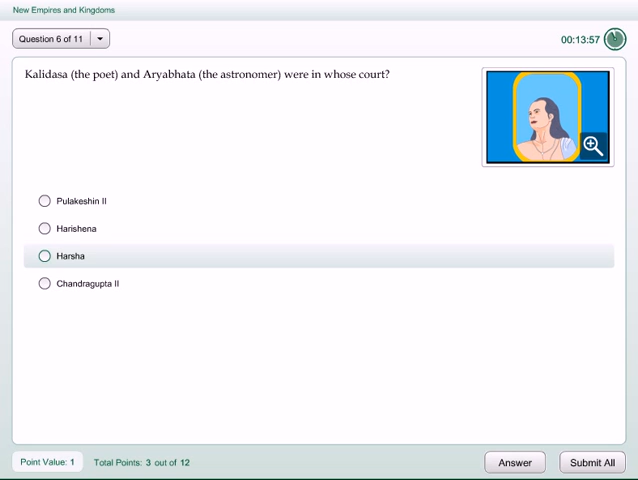 New Empires and Kingdoms
Question 6 of 11
00:13:57
Kalidasa (the poet) and Aryabhata (the astronomer) were in whose court?
Pulakeshin II
Harishena
Harsha
Chandragupta II
Point Value: 1
Total Points: 3 out of 12
Answer
Submit All